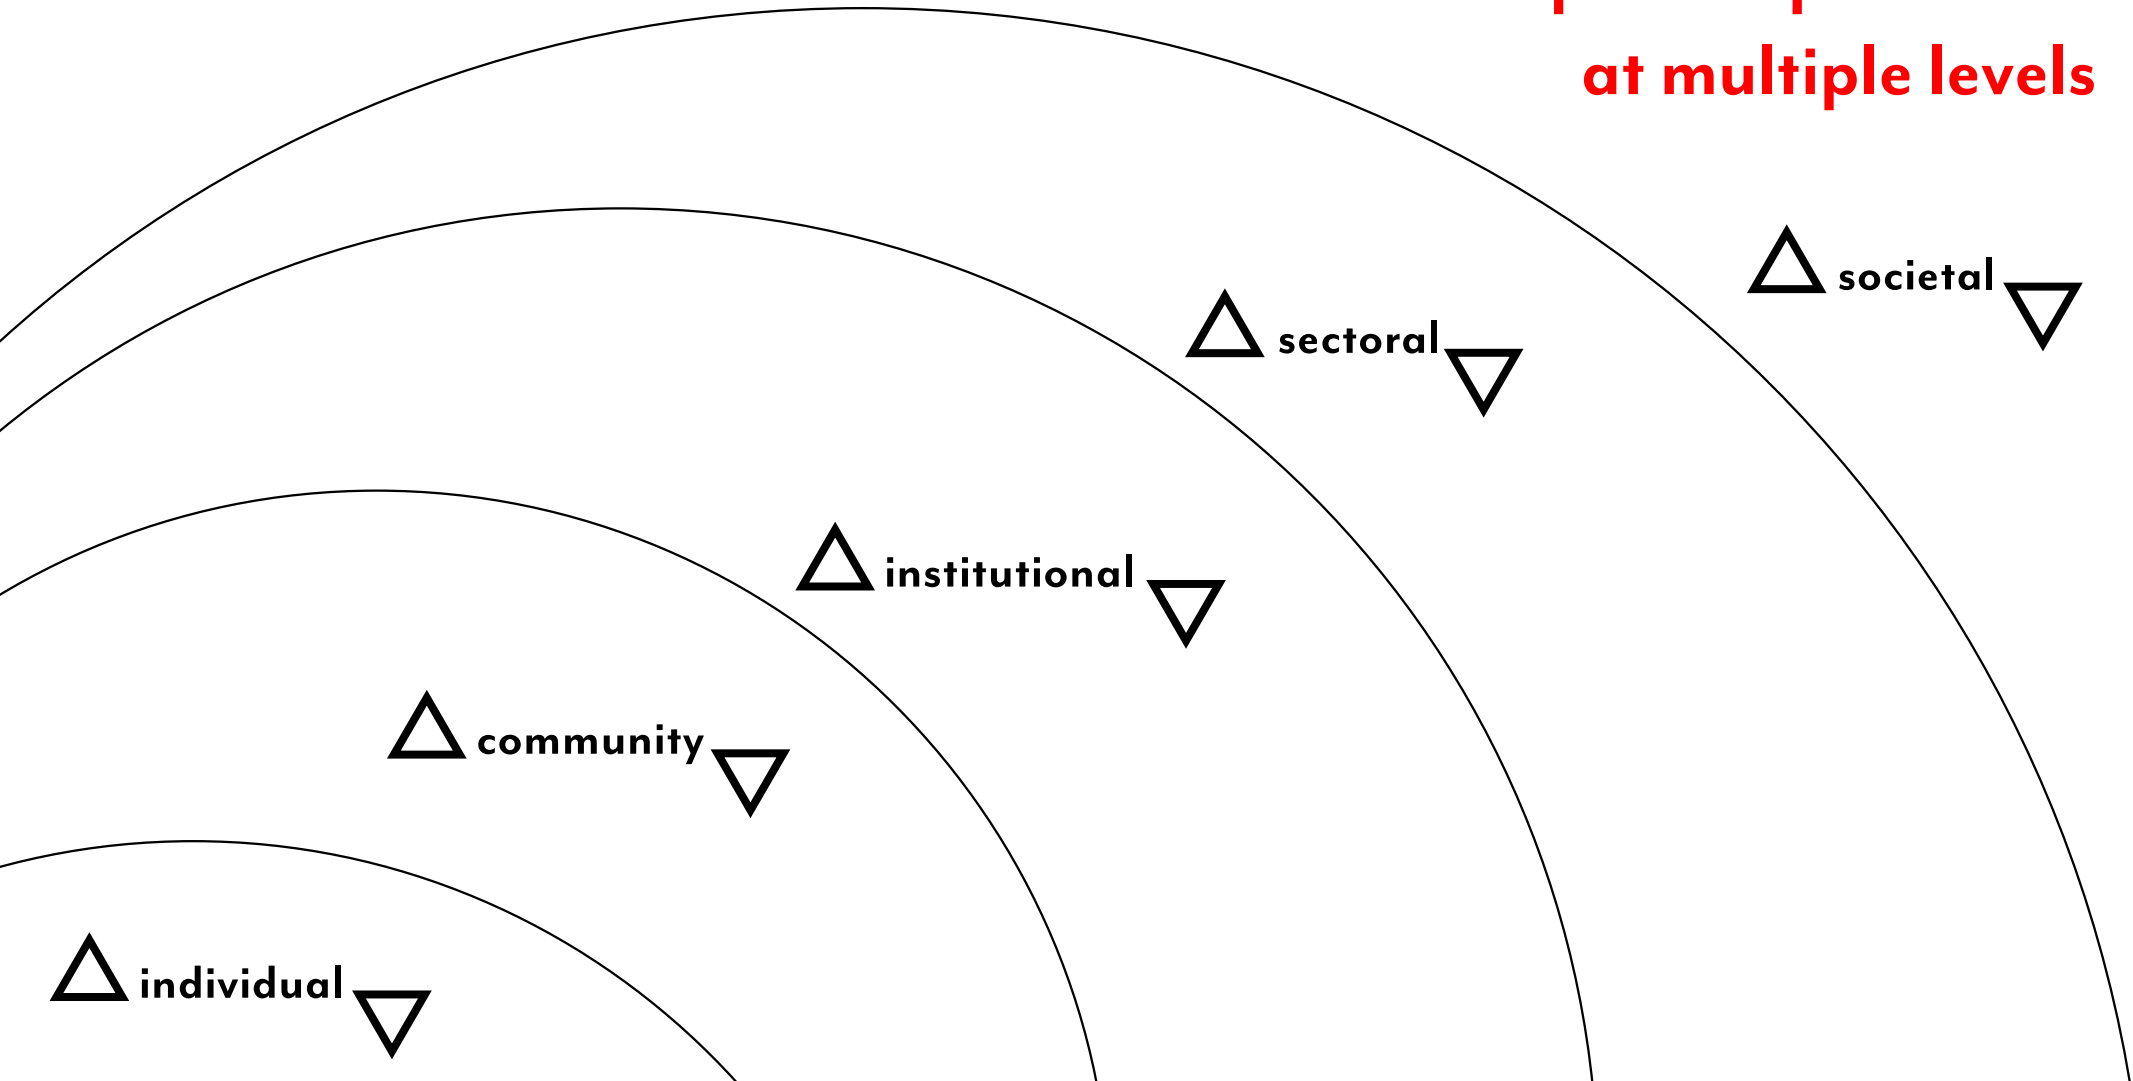 at multiple levels
societal
sectoral
institutional
community
individual